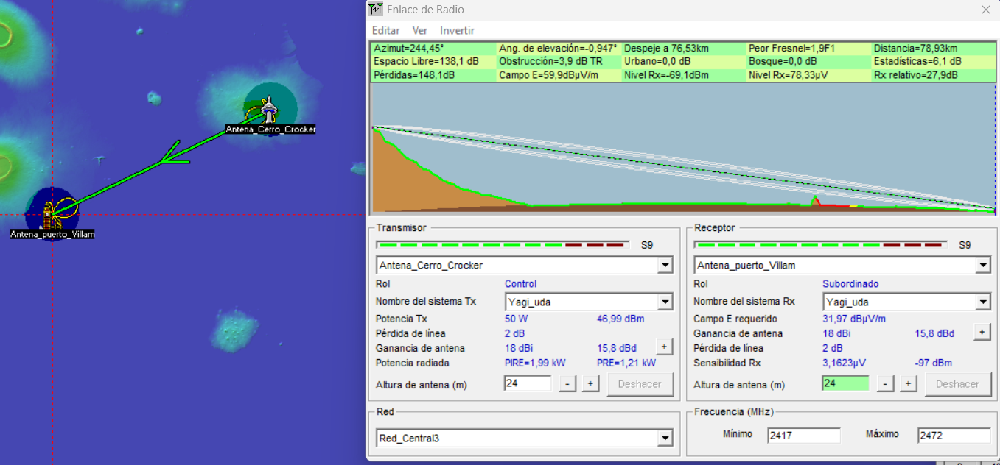 Enlace de Radio
Editar Ver Invertir
Azimut=244,45° Ang. de elevación=-0,947° Despeje a 76,53km Peor Fresnel=1,9F1 Distancia=78,93km
Espacio Libre=138,1 dB Obstrucción=3,9 dB TR Urbano=0,0 dB Bosque=0,0 dB Estadísticas=6,1 dB
Pérdidas=148,1dB Campo E=59,9dBµV/m Nivel Rx=-69,1dBm Nivel Rx=78,33µV Rx relativo=27,9dB
Antena_Cerro_Crocker
Antena_puerto_Villam
Transmisor
S9
Antena_Cerro_Crocker
Rol Control
Nombre del sistema Tx Yagi_uda
Potencia Tx 50 W 46,99 dBm
Pérdida de línea 2 dB
Ganancia de antena 18 dBi 15,8 dBd +
Potencia radiada PIRE=1,99 kW PRE=1,21 kW
Altura de antena (m) 24 - + Deshacer
Receptor
S9
Antena_puerto_Villam
Rol Subordinado
Nombre del sistema Rx Yagi_uda
Campo E requerido 31,97 dBµV/m
Ganancia de antena 18 dBi 15,8 dBd +
Pérdida de línea 2 dB
Sensibilidad Rx 3,1623µV -97 dBm
Altura de antena (m) 24 - + Deshacer
Red
Red_Central3
Frecuencia (MHz)
Mínimo 2417 Máximo 2472